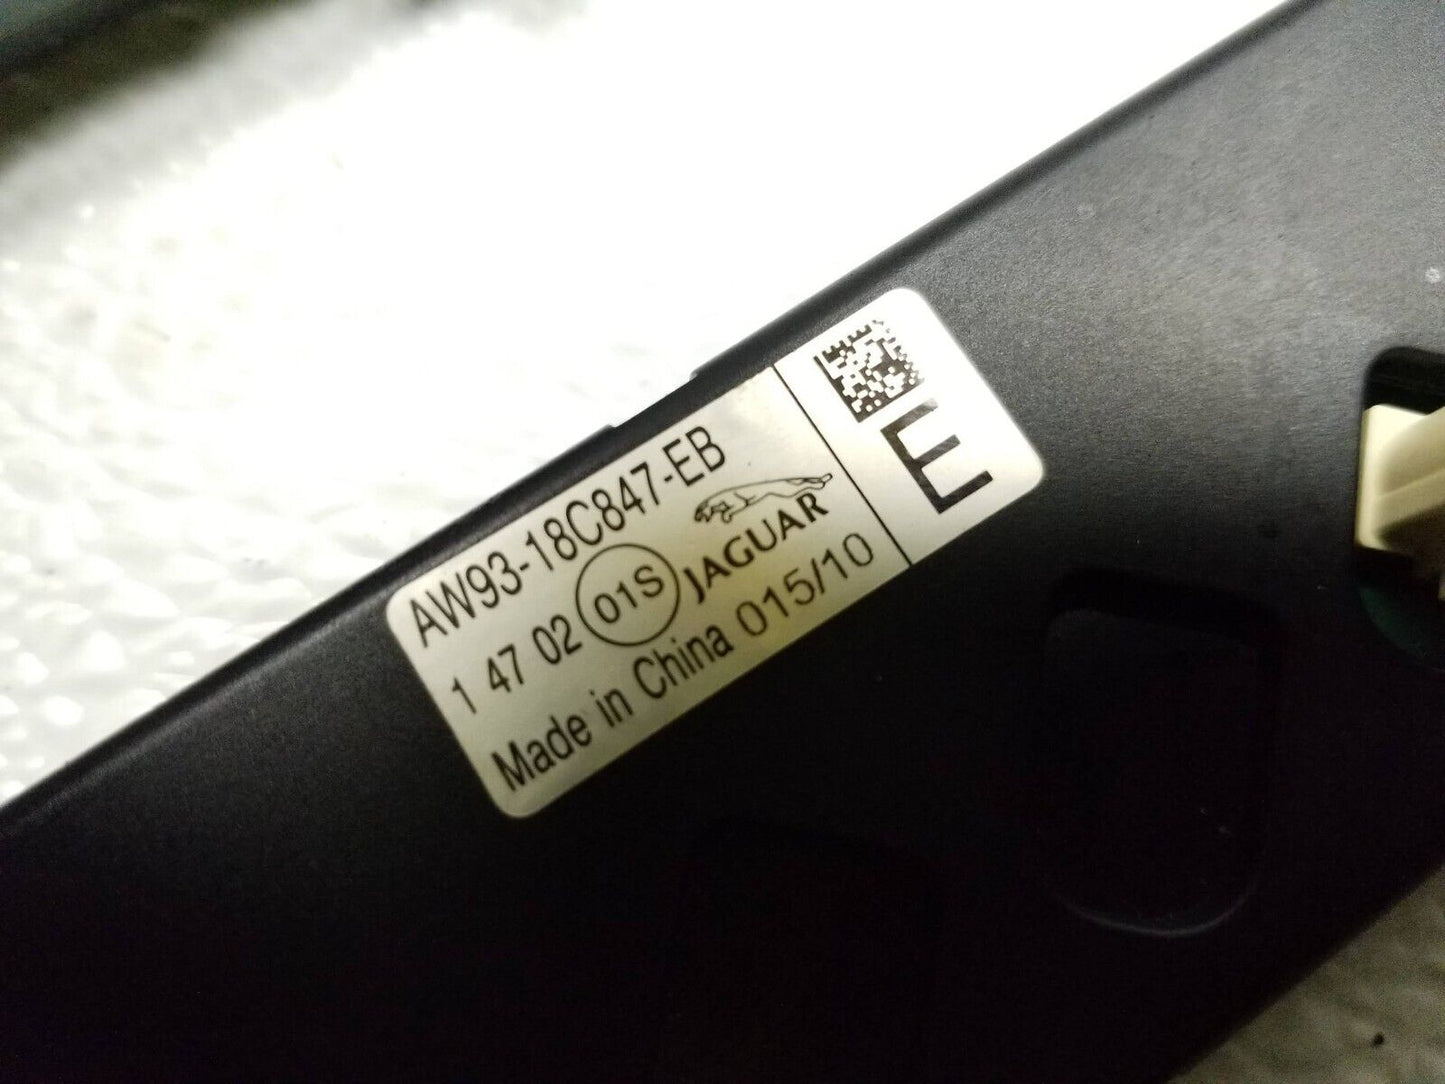 AW93-18C847-EB
1 47 02 01S JAGUAR
Made in China 015/10
E